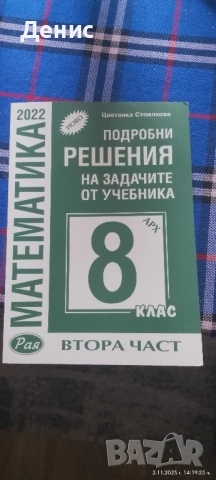 Денис
2022
МАТЕМАТИКА
НОВО
Цветанка Стоилкова
ПОДРОБНИ
РЕШЕНИЯ
НА ЗАДАЧИТЕ
ОТ УЧЕБНИКА
АРХ
8
КЛАС
Рая
ВТОРА ЧАСТ
2.11.2025 г. 14:19:25 ч.
BAZAR